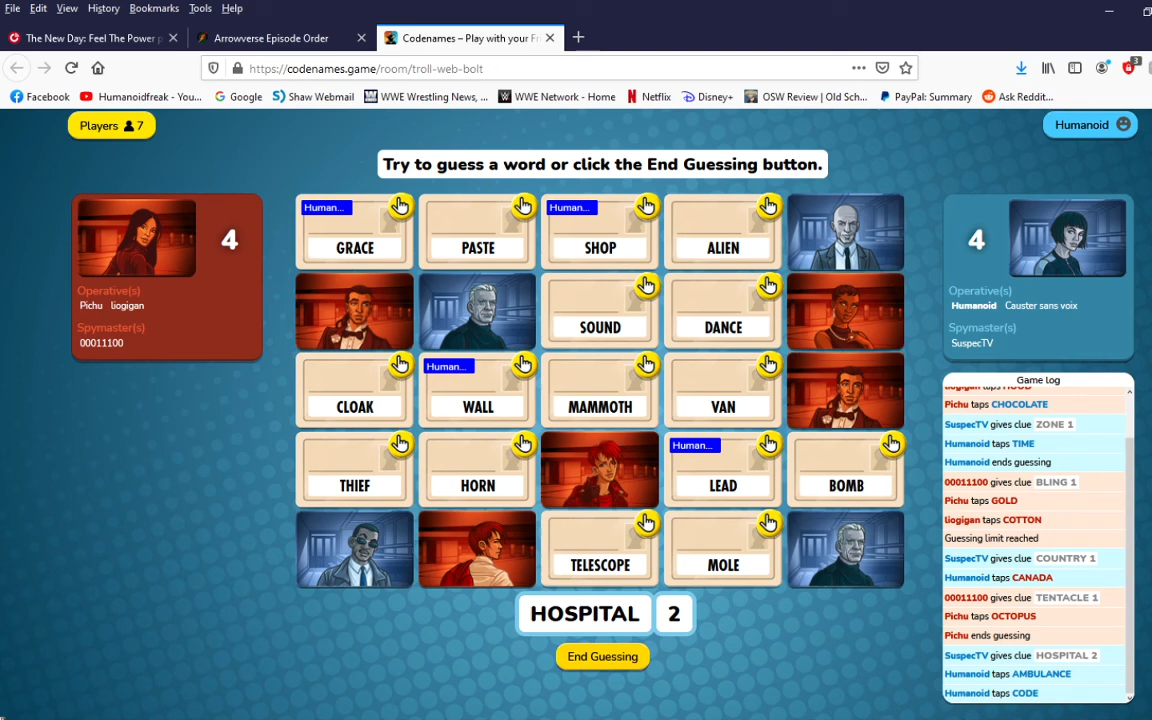 File Edit View History Bookmarks Tools Help
The New Day: Feel The Power p
Arrowverse Episode Order
Codenames – Play with your Fr
https://codenames.game/room/troll-web-bolt
3
Facebook Humanoidfreak - You... Google Shaw Webmail WWE Wrestling News, ... WWE Network - Home Netflix Disney+ OSW Review | Old Sch... PayPal: Summary Ask Reddit...
Players 7
Humanoid
Try to guess a word or click the End Guessing button.
4
Operative(s)
Pichu liogigan
Spymaster(s)
00011100
Human... Human...
GRACE PASTE SHOP ALIEN
SOUND DANCE
Human...
CLOAK WALL MAMMOTH VAN
Human...
THIEF HORN LEAD BOMB
TELESCOPE MOLE
HOSPITAL 2
End Guessing
4
Operative(s)
Humanoid Causter sans voix
Spymaster(s)
SuspecTV
Game log
Pichu taps CHOCOLATE
SuspecTV gives clue ZONE 1
Humanoid taps TIME
Humanoid ends guessing
00011100 gives clue BLING 1
Pichu taps GOLD
liogigan taps COTTON
Guessing limit reached
SuspecTV gives clue COUNTRY 1
Humanoid taps CANADA
00011100 gives clue TENTACLE 1
Pichu taps OCTOPUS
Pichu ends guessing
SuspecTV gives clue HOSPITAL 2
Humanoid taps AMBULANCE
Humanoid taps CODE